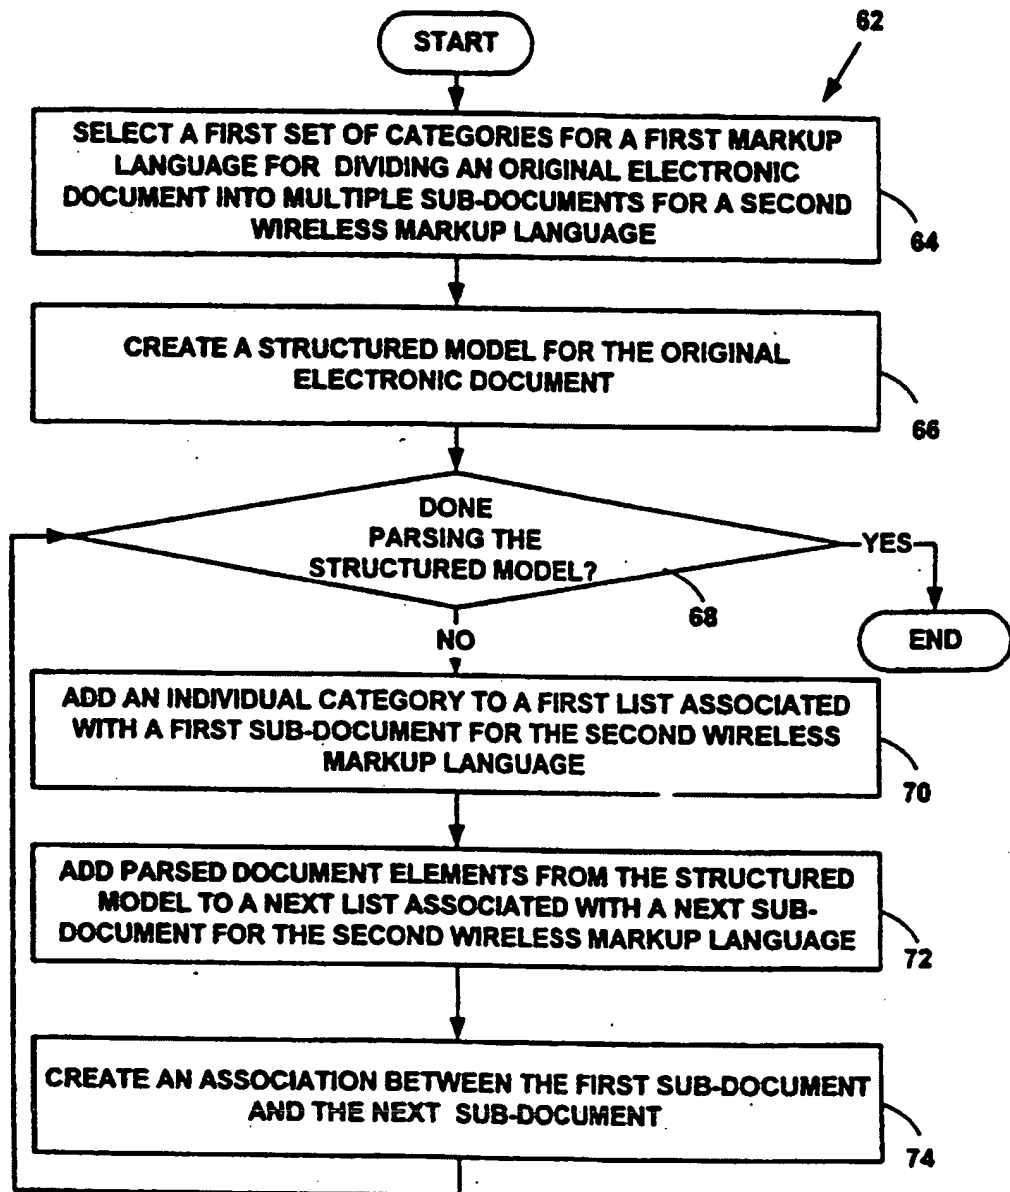 START
62
SELECT A FIRST SET OF CATEGORIES FOR A FIRST MARKUP
LANGUAGE FOR DIVIDING AN ORIGINAL ELECTRONIC
DOCUMENT INTO MULTIPLE SUB-DOCUMENTS FOR A SECOND
WIRELESS MARKUP LANGUAGE
64
CREATE A STRUCTURED MODEL FOR THE ORIGINAL
ELECTRONIC DOCUMENT
66
DONE
PARSING THE
STRUCTURED MODEL?
YES
68
NO
END
ADD AN INDIVIDUAL CATEGORY TO A FIRST LIST ASSOCIATED
WITH A FIRST SUB-DOCUMENT FOR THE SECOND WIRELESS
MARKUP LANGUAGE
70
ADD PARSED DOCUMENT ELEMENTS FROM THE STRUCTURED
MODEL TO A NEXT LIST ASSOCIATED WITH A NEXT SUB-
DOCUMENT FOR THE SECOND WIRELESS MARKUP LANGUAGE
72
CREATE AN ASSOCIATION BETWEEN THE FIRST SUB-DOCUMENT
AND THE NEXT SUB-DOCUMENT
74